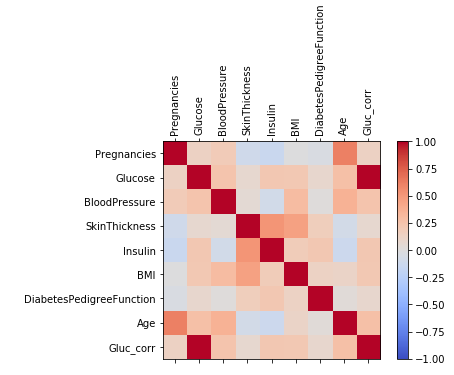 Pregnancies
Glucose
BloodPressure
SkinThickness
Insulin
BMI
DiabetesPedigreeFunction
Age
Gluc_corr
Pregnancies
Glucose
BloodPressure
SkinThickness
Insulin
BMI
DiabetesPedigreeFunction
Age
Gluc_corr
1.00
0.75
0.50
0.25
0.00
−0.25
−0.50
−0.75
−1.00